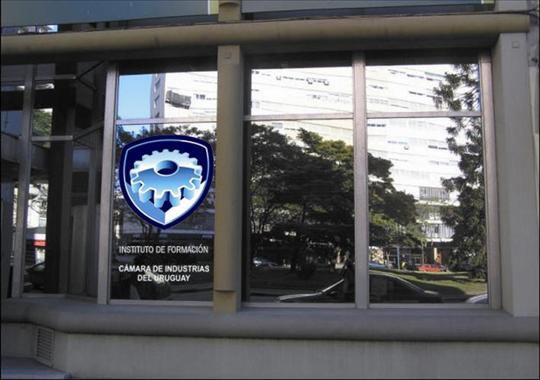 INSTITUTO DE FORMACIÓN
CÁMARA DE INDUSTRIAS
DEL URUGUAY